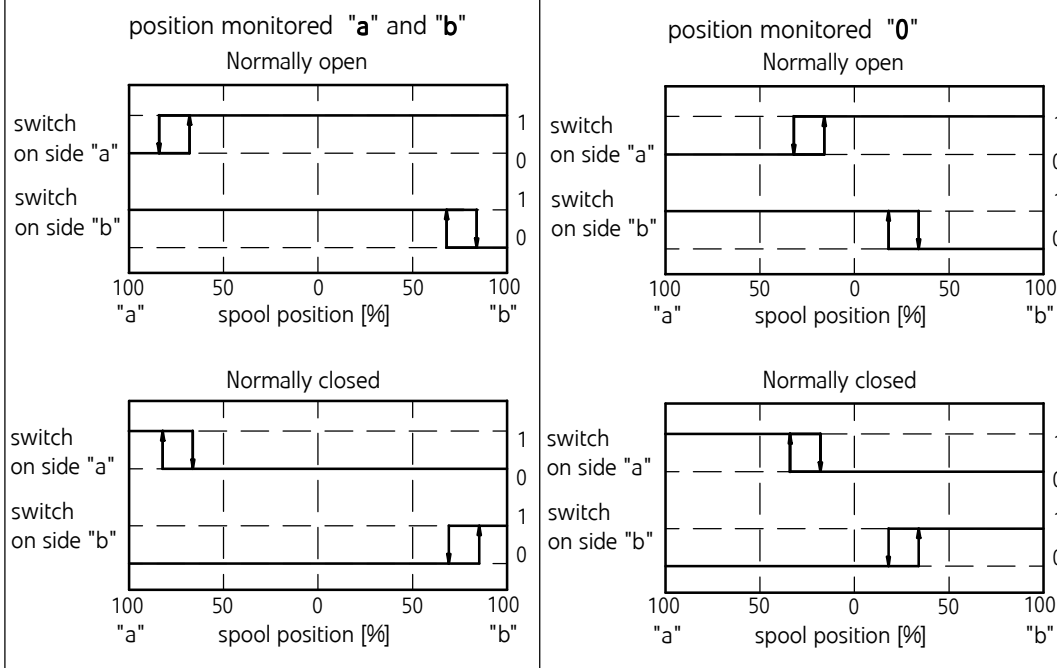 position monitored "a" and "b"
Normally open
switch
on side "a"
1
0
switch
on side "b"
1
0
100 50 0 50 100
"a" spool position [%] "b"
Normally closed
switch
on side "a"
1
0
switch
on side "b"
1
0
100 50 0 50 100
"a" spool position [%] "b"
position monitored "0"
Normally open
switch
on side "a"
switch
on side "b"
100 50 0 50 100
"a" spool position [%] "b"
Normally closed
switch
on side "a"
switch
on side "b"
100 50 0 50 100
"a" spool position [%] "b"